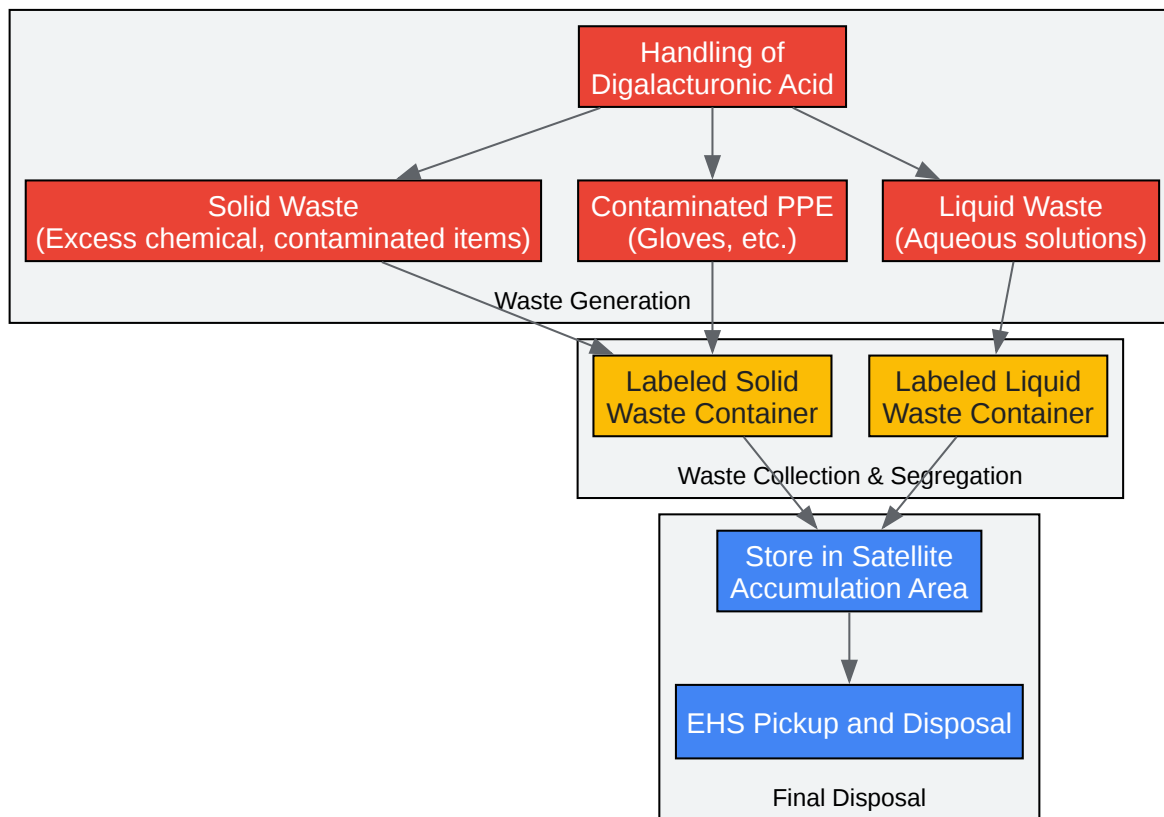 Handling of
Digalacturonic Acid
Solid Waste
(Excess chemical, contaminated items)
Contaminated PPE
(Gloves, etc.)
Liquid Waste
(Aqueous solutions)
Waste Generation
Labeled Solid
Waste Container
Labeled Liquid
Waste Container
Waste Collection & Segregation
Store in Satellite
Accumulation Area
EHS Pickup and Disposal
Final Disposal